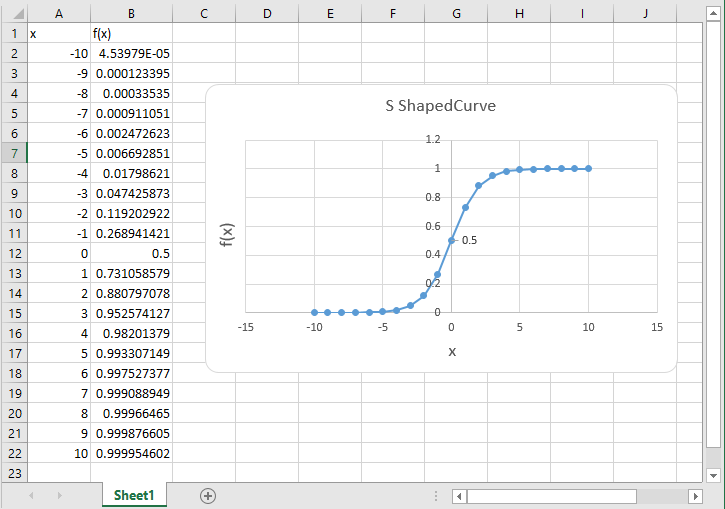 A B C D E F G H I J
1 x f(x)
2 -10 4.53979E-05
3 -9 0.000123395
4 -8 0.00033535
5 -7 0.000911051
6 -6 0.002472623
7 -5 0.006692851
8 -4 0.01798621
9 -3 0.047425873
10 -2 0.119202922
11 -1 0.268941421
12 0 0.5
13 1 0.731058579
14 2 0.880797078
15 3 0.952574127
16 4 0.98201379
17 5 0.993307149
18 6 0.997527377
19 7 0.999088949
20 8 0.99966465
21 9 0.999876605
22 10 0.999954602
23
S ShapedCurve
1.2
1
0.8
0.6
0.5
0.4
0.2
0
f(x)
-15 -10 -5 0 5 10 15
x
Sheet1